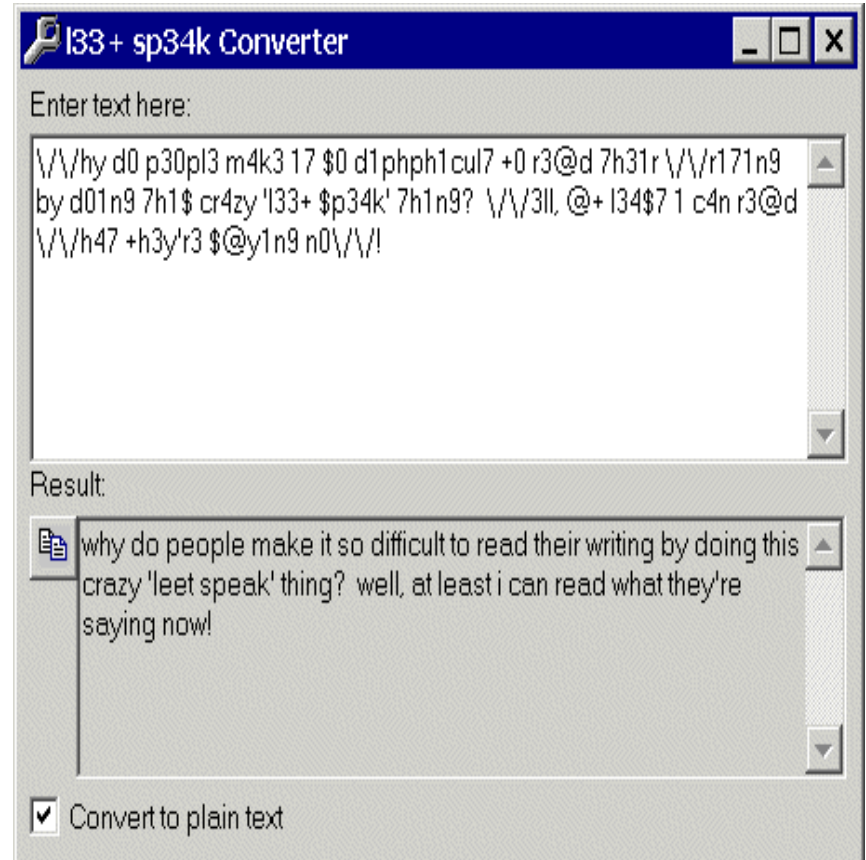 l33+ sp34k Converter
Enter text here:
\/\/hy d0 p30pl3 m4k3 17 $0 d1phph1cul7 +0 r3@d 7h31r \/\/r171n9
by d01n9 7h1$ cr4zy 'l33+ $p34k' 7h1n9?  \/\/3ll, @+ l34$7 1 c4n r3@d
\/\/h47 +h3y'r3 $@y1n9 n0\/\/!
Result:
why do people make it so difficult to read their writing by doing this
crazy 'leet speak' thing?  well, at least i can read what they're
saying now!
Convert to plain text